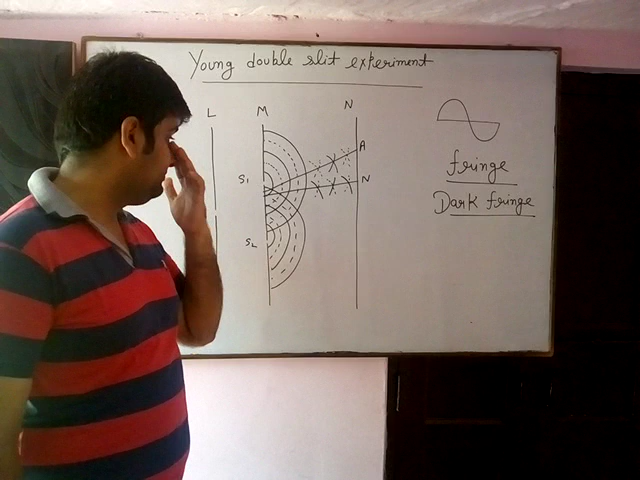 Young double slit experiment
L M N
A
S1
N
S2
fringe
Dark fringe